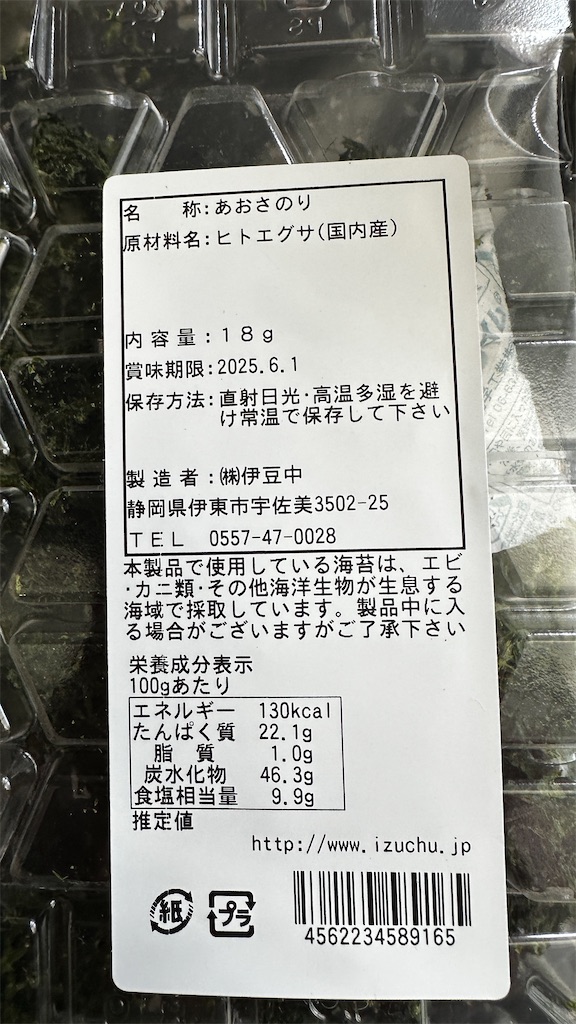 名　　称:あおさのり
原材料名:ヒトエグサ(国内産)
内容量:１８ｇ
賞味期限:2025.6.1
保存方法:直射日光・高温多湿を避
け常温で保存して下さい
製造者:㈱伊豆中
静岡県伊東市宇佐美3502-25
ＴＥＬ　0557-47-0028
本製品で使用している海苔は、エビ
・カニ類・その他海洋生物が生息する
海域で採取しています。製品中に入
る場合がございますがご了承下さい
栄養成分表示
100gあたり
エネルギー　130kcal
たんぱく質　22.1g
脂　質　1.0g
炭水化物　46.3g
食塩相当量　9.9g
推定値
http://www.izuchu.jp
紙
プラ
4562234589165